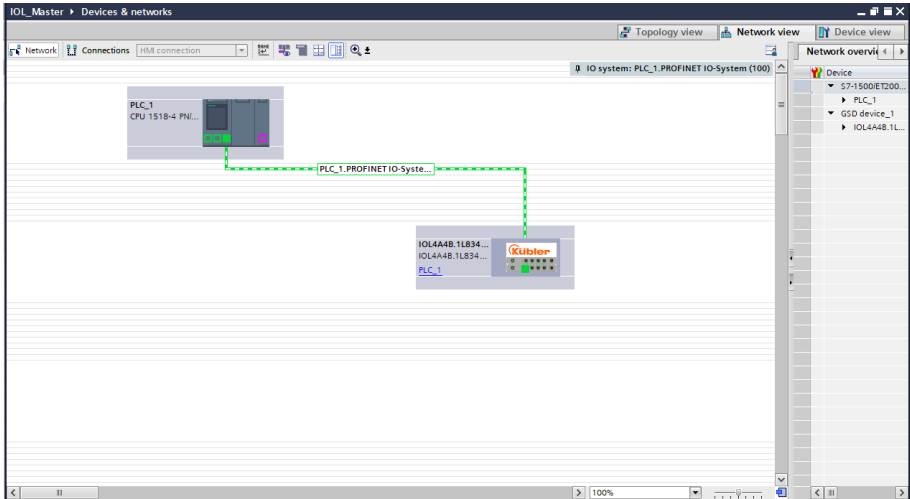 IOL_Master ▸ Devices & networks
Topology view Network view Device view
Network Connections HMI connection
Network overvie
IO system: PLC_1.PROFINET IO-System (100)
Device
S7-1500/ET200...
PLC_1
GSD device_1
IOL4A4B.1L...
PLC_1
CPU 1518-4 PN/...
PLC_1.PROFINET IO-Syste...
IOL4A4B.1L834...
IOL4A4B.1L834...
PLC_1
Kübler
100%